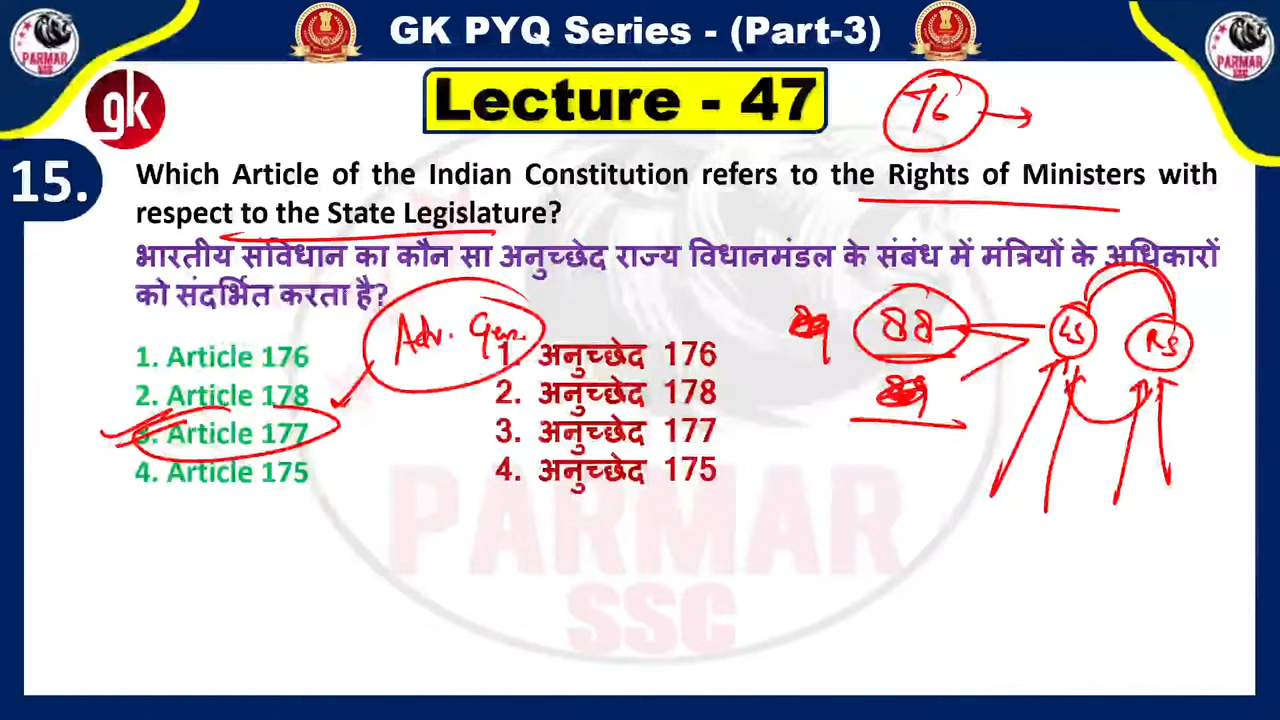 GK PYQ Series - (Part-3)
PARMAR
SSC
PARMAR
SSC
Lecture - 47
76
gk
15.
Which Article of the Indian Constitution refers to the Rights of Ministers with
respect to the State Legislature?
भारतीय संविधान का कौन सा अनुच्छेद राज्य विधानमंडल के संबंध में मंत्रियों के अधिकारों
को संदर्भित करता है?
Adv. Gen.
88
LS
RS
1. Article 176
1. अनुच्छेद 176
2. Article 178
2. अनुच्छेद 178
3. Article 177
3. अनुच्छेद 177
4. Article 175
4. अनुच्छेद 175
PARMAR
SSC